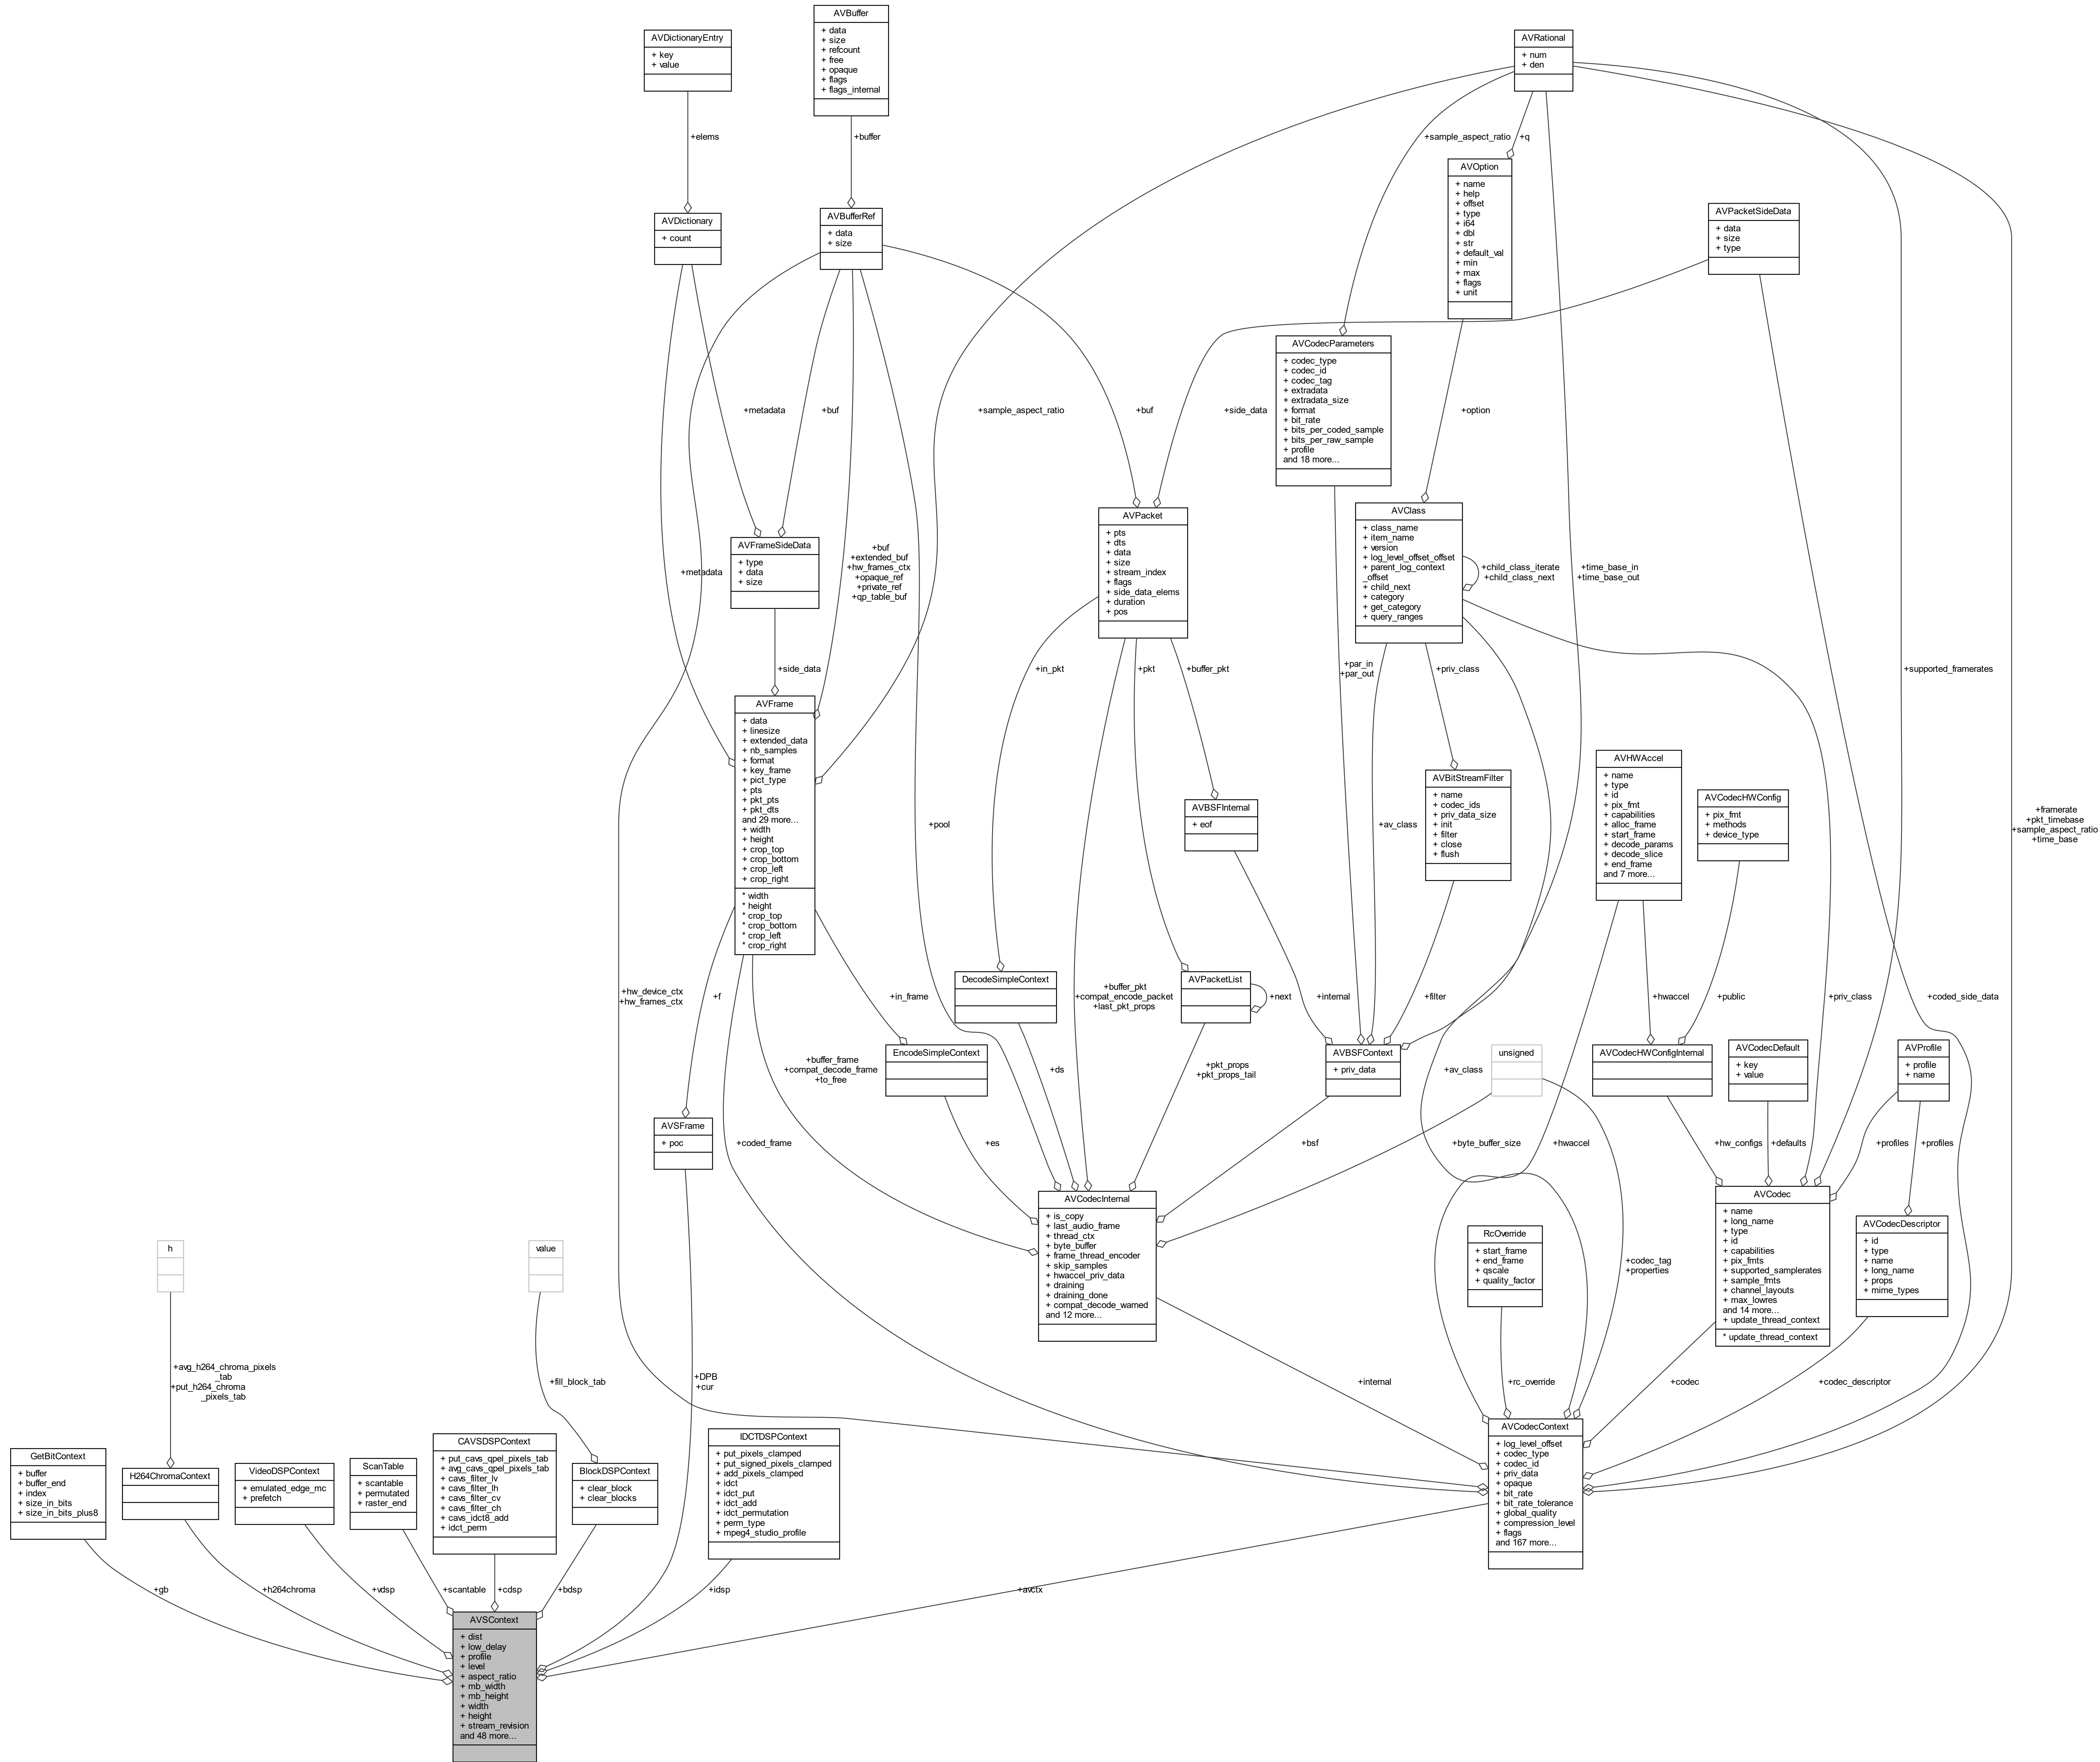 AVBuffer
+ data
+ size
+ refcount
+ free
+ opaque
+ flags
+ flags_internal
AVDictionaryEntry
+ key
+ value
AVRational
+ num
+ den
+elems
+buffer
+sample_aspect_ratio
+q
AVOption
+ name
+ help
+ offset
+ type
+ i64
+ dbl
+ str
+ default_val
+ min
+ max
+ flags
+ unit
AVDictionary
+ count
AVBufferRef
+ data
+ size
AVPacketSideData
+ data
+ size
+ type
AVCodecParameters
+ codec_type
+ codec_id
+ codec_tag
+ extradata
+ extradata_size
+ format
+ bit_rate
+ bits_per_coded_sample
+ bits_per_raw_sample
+ profile
and 18 more...
+metadata
+buf
+sample_aspect_ratio
+buf
+side_data
+option
AVPacket
+ pts
+ dts
+ data
+ size
+ stream_index
+ flags
+ side_data_elems
+ duration
+ pos
AVClass
+ class_name
+ item_name
+ version
+ log_level_offset_offset
+ parent_log_context
_offset
+ child_next
+ category
+ get_category
+ query_ranges
+child_class_iterate
+child_class_next
+time_base_in
+time_base_out
AVFrameSideData
+ type
+ data
+ size
+metadata
+buf
+extended_buf
+hw_frames_ctx
+opaque_ref
+private_ref
+qp_table_buf
+side_data
+in_pkt
+pkt
+buffer_pkt
+par_in
+par_out
+priv_class
+supported_framerates
AVFrame
+ data
+ linesize
+ extended_data
+ nb_samples
+ format
+ key_frame
+ pict_type
+ pts
+ pkt_pts
+ pkt_dts
and 29 more...
+ width
+ height
+ crop_top
+ crop_bottom
+ crop_left
+ crop_right
* width
* height
* crop_top
* crop_bottom
* crop_left
* crop_right
+pool
AVBSFInternal
+ eof
+av_class
AVBitStreamFilter
+ name
+ codec_ids
+ priv_data_size
+ init
+ filter
+ close
+ flush
AVHWAccel
+ name
+ type
+ id
+ pix_fmt
+ capabilities
+ alloc_frame
+ start_frame
+ decode_params
+ decode_slice
+ end_frame
and 7 more...
AVCodecHWConfig
+ pix_fmt
+ methods
+ device_type
+framerate
+pkt_timebase
+sample_aspect_ratio
+time_base
+hw_device_ctx
+hw_frames_ctx
+f
+in_frame
DecodeSimpleContext
+buffer_pkt
+compat_encode_packet
+last_pkt_props
AVPacketList
+next
+internal
+filter
+hwaccel
+public
+priv_class
+coded_side_data
+buffer_frame
+compat_decode_frame
+to_free
EncodeSimpleContext
+ds
+pkt_props
+pkt_props_tail
AVBSFContext
+ priv_data
+av_class
unsigned
AVCodecHWConfigInternal
AVCodecDefault
+ key
+ value
AVProfile
+ profile
+ name
AVSFrame
+ poc
+coded_frame
+es
+bsf
+byte_buffer_size
+hwaccel
+hw_configs
+defaults
+profiles
+profiles
AVCodecInternal
+ is_copy
+ last_audio_frame
+ thread_ctx
+ byte_buffer
+ frame_thread_encoder
+ skip_samples
+ hwaccel_priv_data
+ draining
+ draining_done
+ compat_decode_warned
and 12 more...
AVCodec
+ name
+ long_name
+ type
+ id
+ capabilities
+ pix_fmts
+ supported_samplerates
+ sample_fmts
+ channel_layouts
+ max_lowres
and 14 more...
+ update_thread_context
* update_thread_context
AVCodecDescriptor
+ id
+ type
+ name
+ long_name
+ props
+ mime_types
RcOverride
+ start_frame
+ end_frame
+ qscale
+ quality_factor
+codec_tag
+properties
h
value
+avg_h264_chroma_pixels
_tab
+put_h264_chroma
_pixels_tab
+fill_block_tab
+DPB
+cur
+internal
+rc_override
+codec
+codec_descriptor
GetBitContext
+ buffer
+ buffer_end
+ index
+ size_in_bits
+ size_in_bits_plus8
H264ChromaContext
VideoDSPContext
+ emulated_edge_mc
+ prefetch
ScanTable
+ scantable
+ permutated
+ raster_end
CAVSDSPContext
+ put_cavs_qpel_pixels_tab
+ avg_cavs_qpel_pixels_tab
+ cavs_filter_lv
+ cavs_filter_lh
+ cavs_filter_cv
+ cavs_filter_ch
+ cavs_idct8_add
+ idct_perm
BlockDSPContext
+ clear_block
+ clear_blocks
IDCTDSPContext
+ put_pixels_clamped
+ put_signed_pixels_clamped
+ add_pixels_clamped
+ idct
+ idct_put
+ idct_add
+ idct_permutation
+ perm_type
+ mpeg4_studio_profile
AVCodecContext
+ log_level_offset
+ codec_type
+ codec_id
+ priv_data
+ opaque
+ bit_rate
+ bit_rate_tolerance
+ global_quality
+ compression_level
+ flags
and 167 more...
+gb
+h264chroma
+vdsp
+scantable
+cdsp
+bdsp
+idsp
+avctx
AVSContext
+ dist
+ low_delay
+ profile
+ level
+ aspect_ratio
+ mb_width
+ mb_height
+ width
+ height
+ stream_revision
and 48 more...